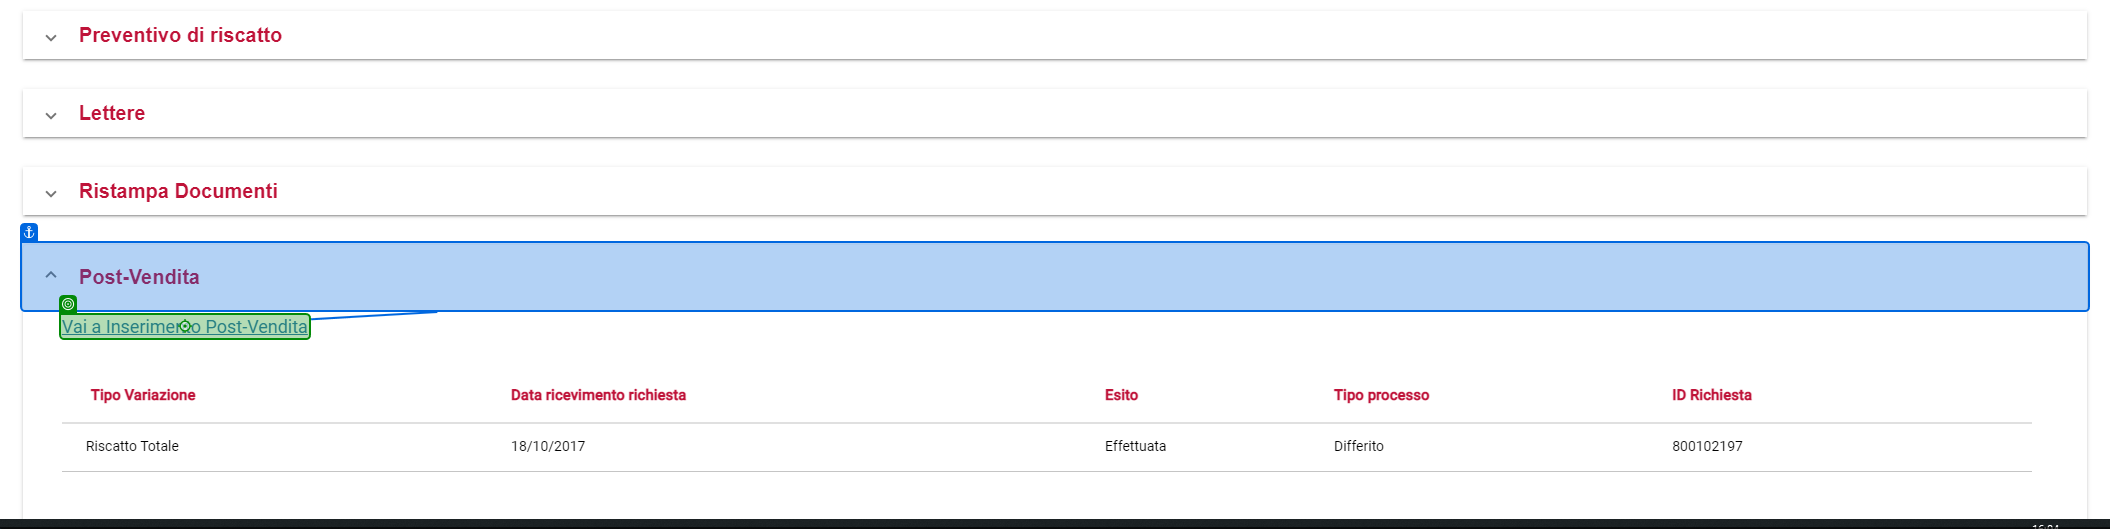 Preventivo di riscatto
Lettere
Ristampa Documenti
Post-Vendita
Vai a Inserimento Post-Vendita
Tipo Variazione Data ricevimento richiesta Esito Tipo processo ID Richiesta
Riscatto Totale 18/10/2017 Effettuata Differito 800102197